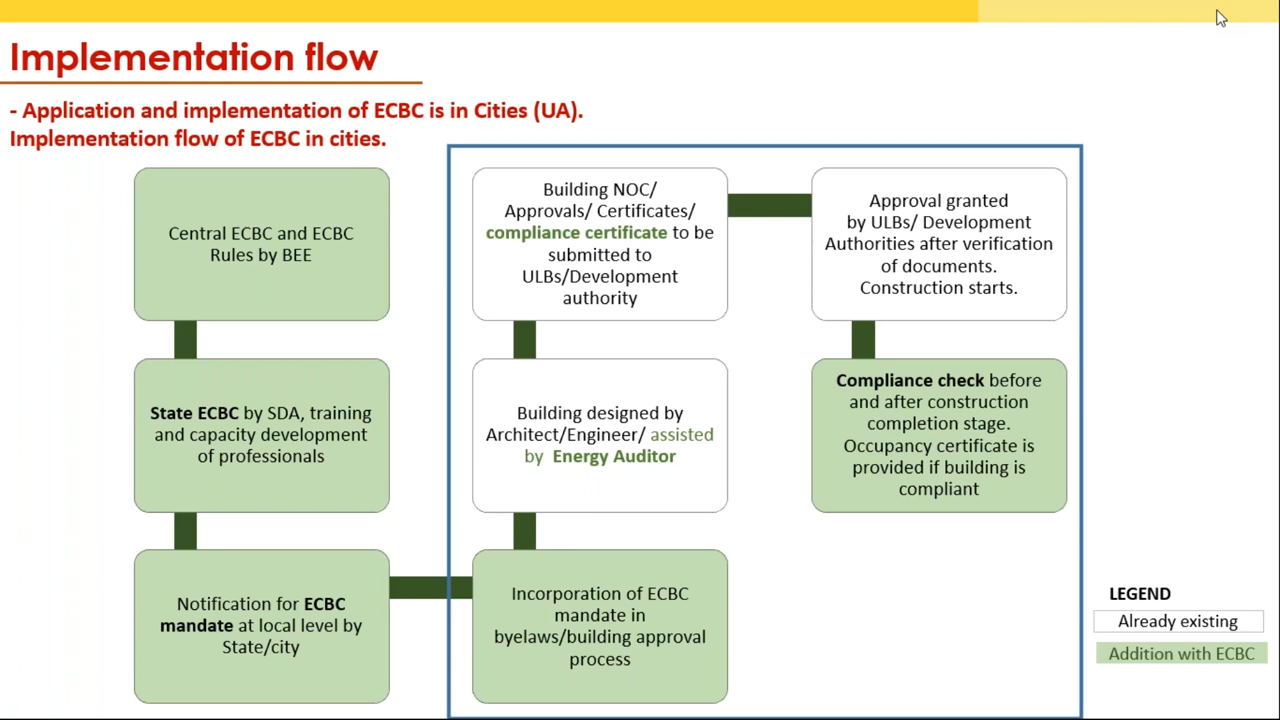 Implementation flow
- Application and implementation of ECBC is in Cities (UA).
Implementation flow of ECBC in cities.
Central ECBC and ECBC
Rules by BEE
State ECBC by SDA, training
and capacity development
of professionals
Notification for ECBC
mandate at local level by
State/city
Incorporation of ECBC
mandate in
byelaws/building approval
process
Building designed by
Architect/Engineer/ assisted
by Energy Auditor
Building NOC/
Approvals/ Certificates/
compliance certificate to be
submitted to
ULBs/Development
authority
Approval granted
by ULBs/ Development
Authorities after verification
of documents.
Construction starts.
Compliance check before
and after construction
completion stage.
Occupancy certificate is
provided if building is
compliant
LEGEND
Already existing
Addition with ECBC